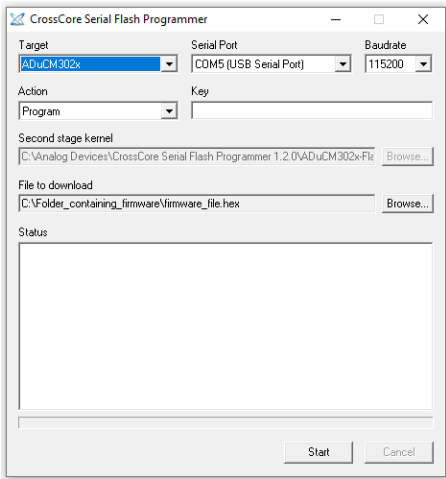 CrossCore Serial Flash Programmer
Target Serial Port Baudrate
ADuCM302x COM5 (USB Serial Port) 115200
Action Key
Program
Second stage kernel
C:\Analog Devices\CrossCore Serial Flash Programmer 1.2.0\ADuCM302x-Fla Browse...
File to download
C:\Folder_containing_firmware\firmware_file.hex Browse...
Status
Start Cancel